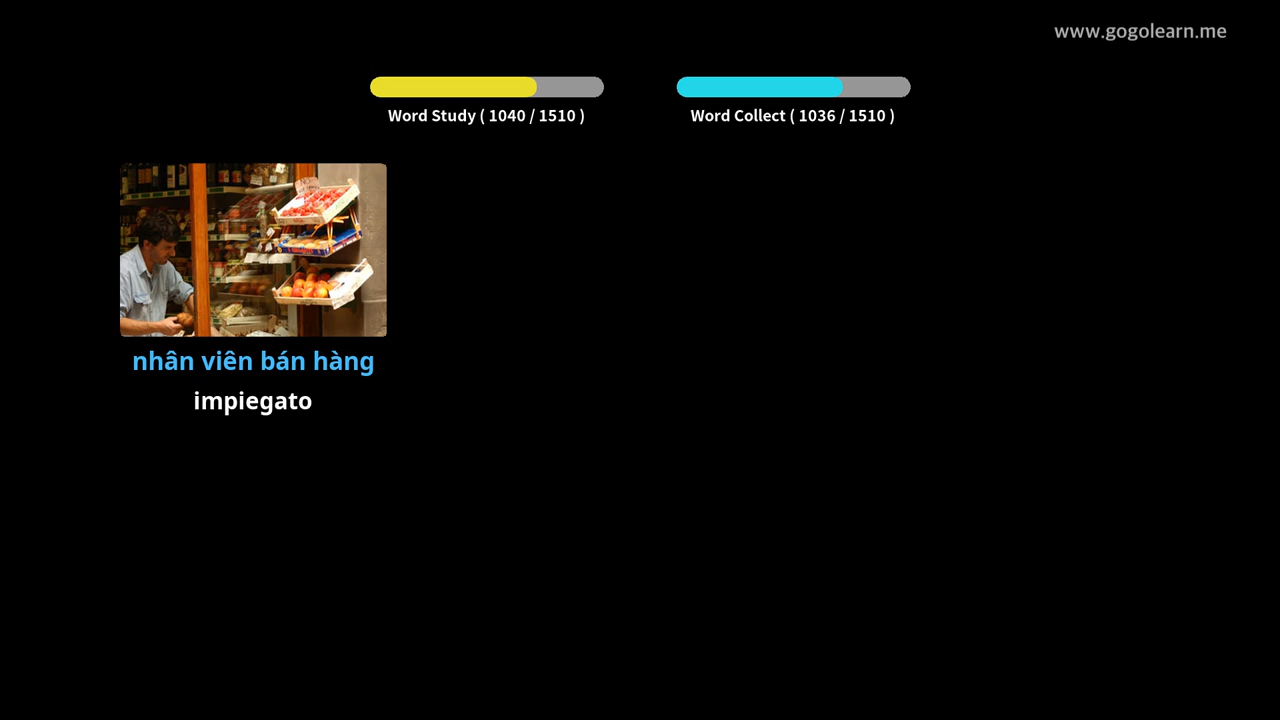 www.gogolearn.me
Word Study ( 1040 / 1510 )
Word Collect ( 1036 / 1510 )
nhân viên bán hàng
impiegato